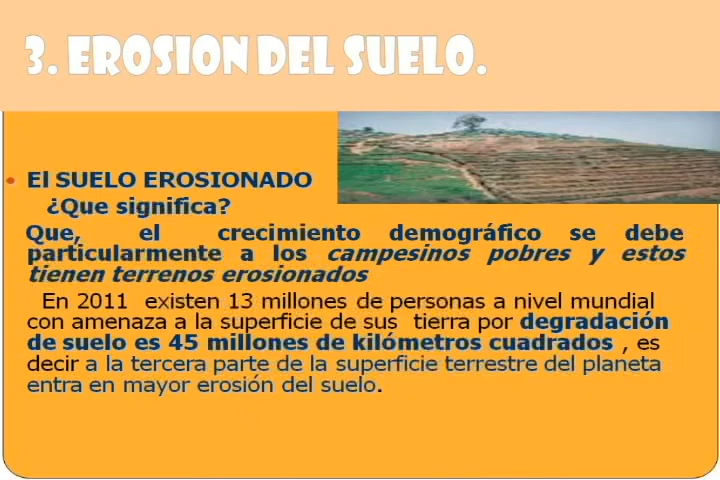 3. EROSION DEL SUELO.
• El SUELO EROSIONADO
¿Que significa?
Que, el crecimiento demográfico se debe
particularmente a los campesinos pobres y estos
tienen terrenos erosionados
En 2011 existen 13 millones de personas a nivel mundial
con amenaza a la superficie de sus tierra por degradación
de suelo es 45 millones de kilómetros cuadrados , es
decir a la tercera parte de la superficie terrestre del planeta
entra en mayor erosión del suelo.